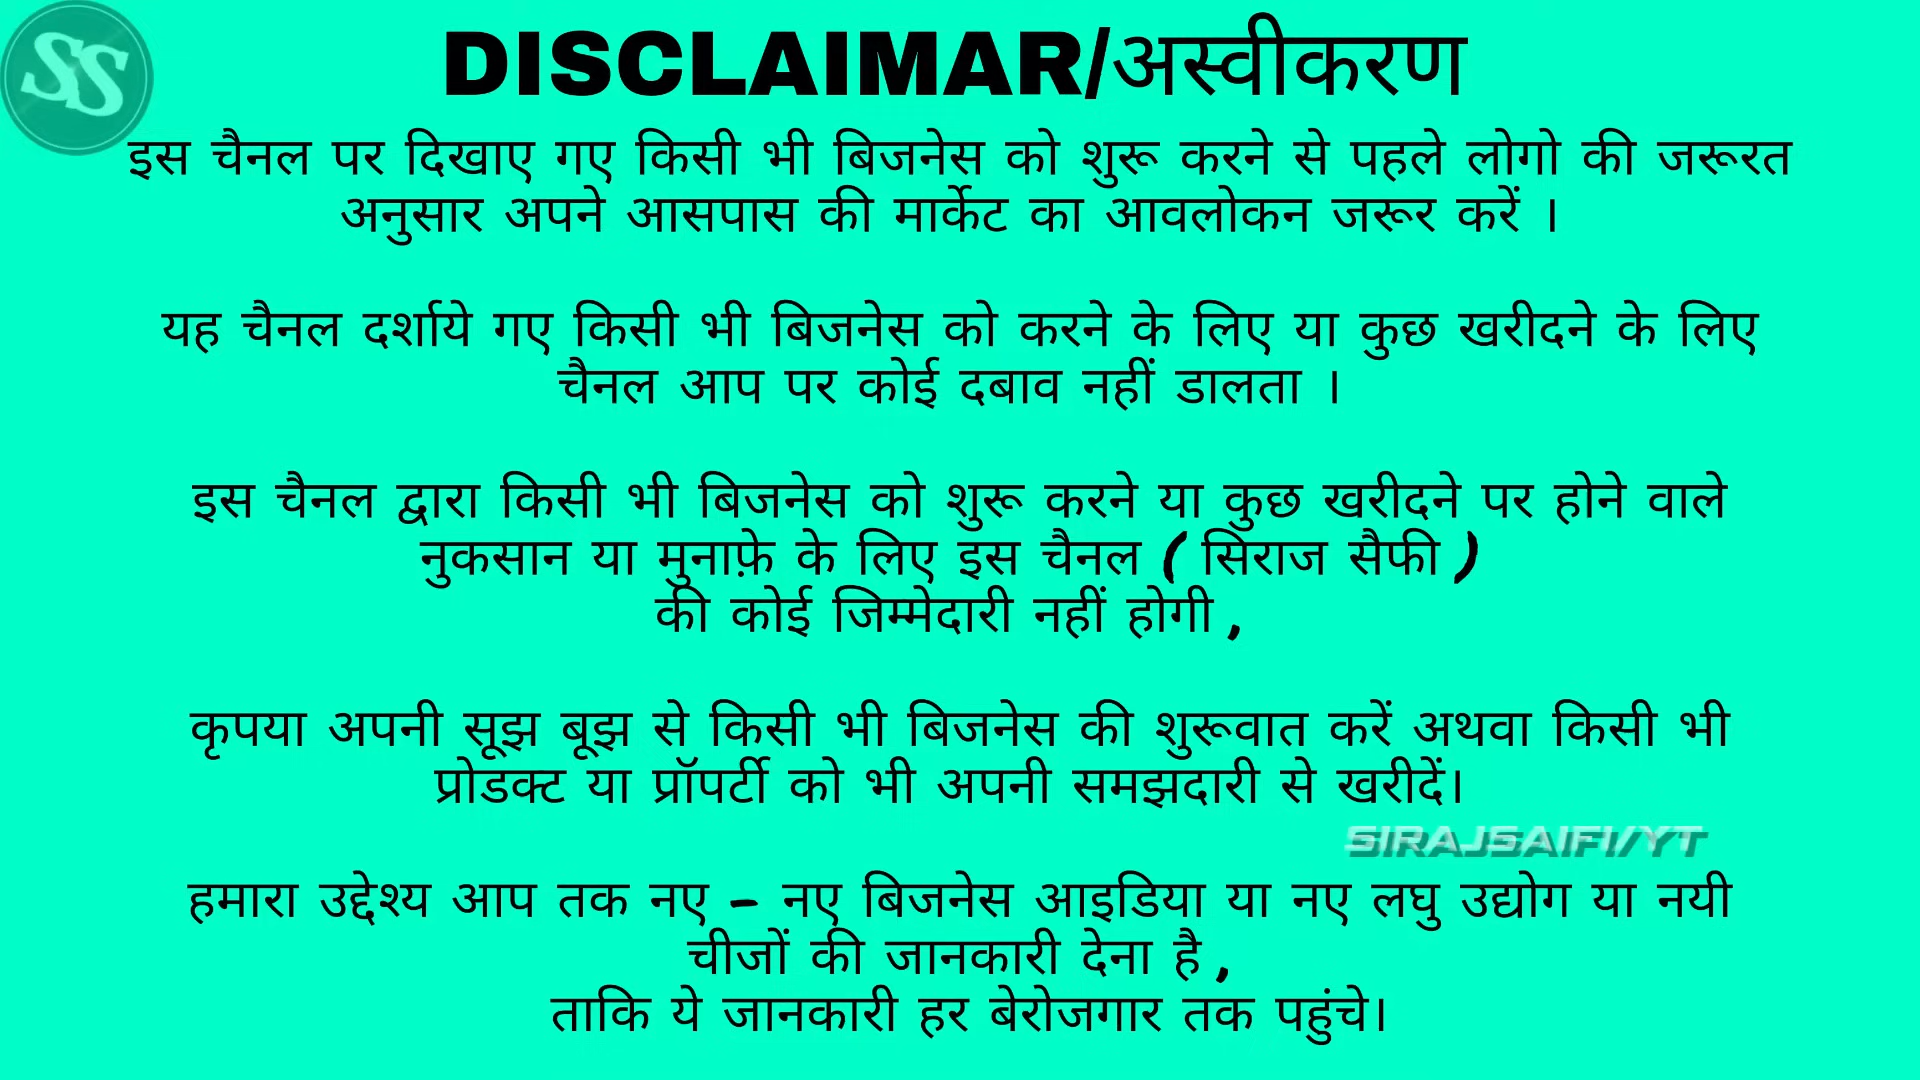 SS
DISCLAIMAR/अस्वीकरण
इस चैनल पर दिखाए गए किसी भी बिजनेस को शुरू करने से पहले लोगो की जरूरत
अनुसार अपने आसपास की मार्केट का आवलोकन जरूर करें ।
यह चैनल दर्शाये गए किसी भी बिजनेस को करने के लिए या कुछ खरीदने के लिए
चैनल आप पर कोई दबाव नहीं डालता ।
इस चैनल द्वारा किसी भी बिजनेस को शुरू करने या कुछ खरीदने पर होने वाले
नुकसान या मुनाफ़े के लिए इस चैनल ( सिराज सैफी )
की कोई जिम्मेदारी नहीं होगी ,
कृपया अपनी सूझ बूझ से किसी भी बिजनेस की शुरूवात करें अथवा किसी भी
प्रोडक्ट या प्रॉपर्टी को भी अपनी समझदारी से खरीदें।
SIRAJSAIFI/YT
हमारा उद्देश्य आप तक नए – नए बिजनेस आइडिया या नए लघु उद्योग या नयी
चीजों की जानकारी देना है ,
ताकि ये जानकारी हर बेरोजगार तक पहुंचे।